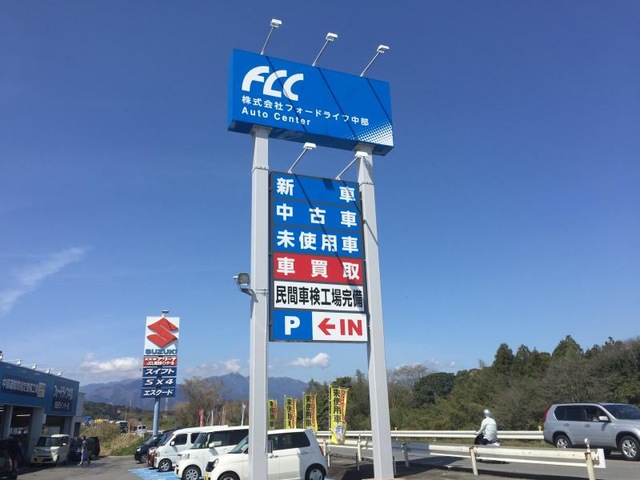 FCC
株式会社フォードライフ中部
Auto Center
新 車
中古車
未使用車
車買取
民間車検工場完備
P ←IN
SUZUKI
スイフト
SX4
エスクード